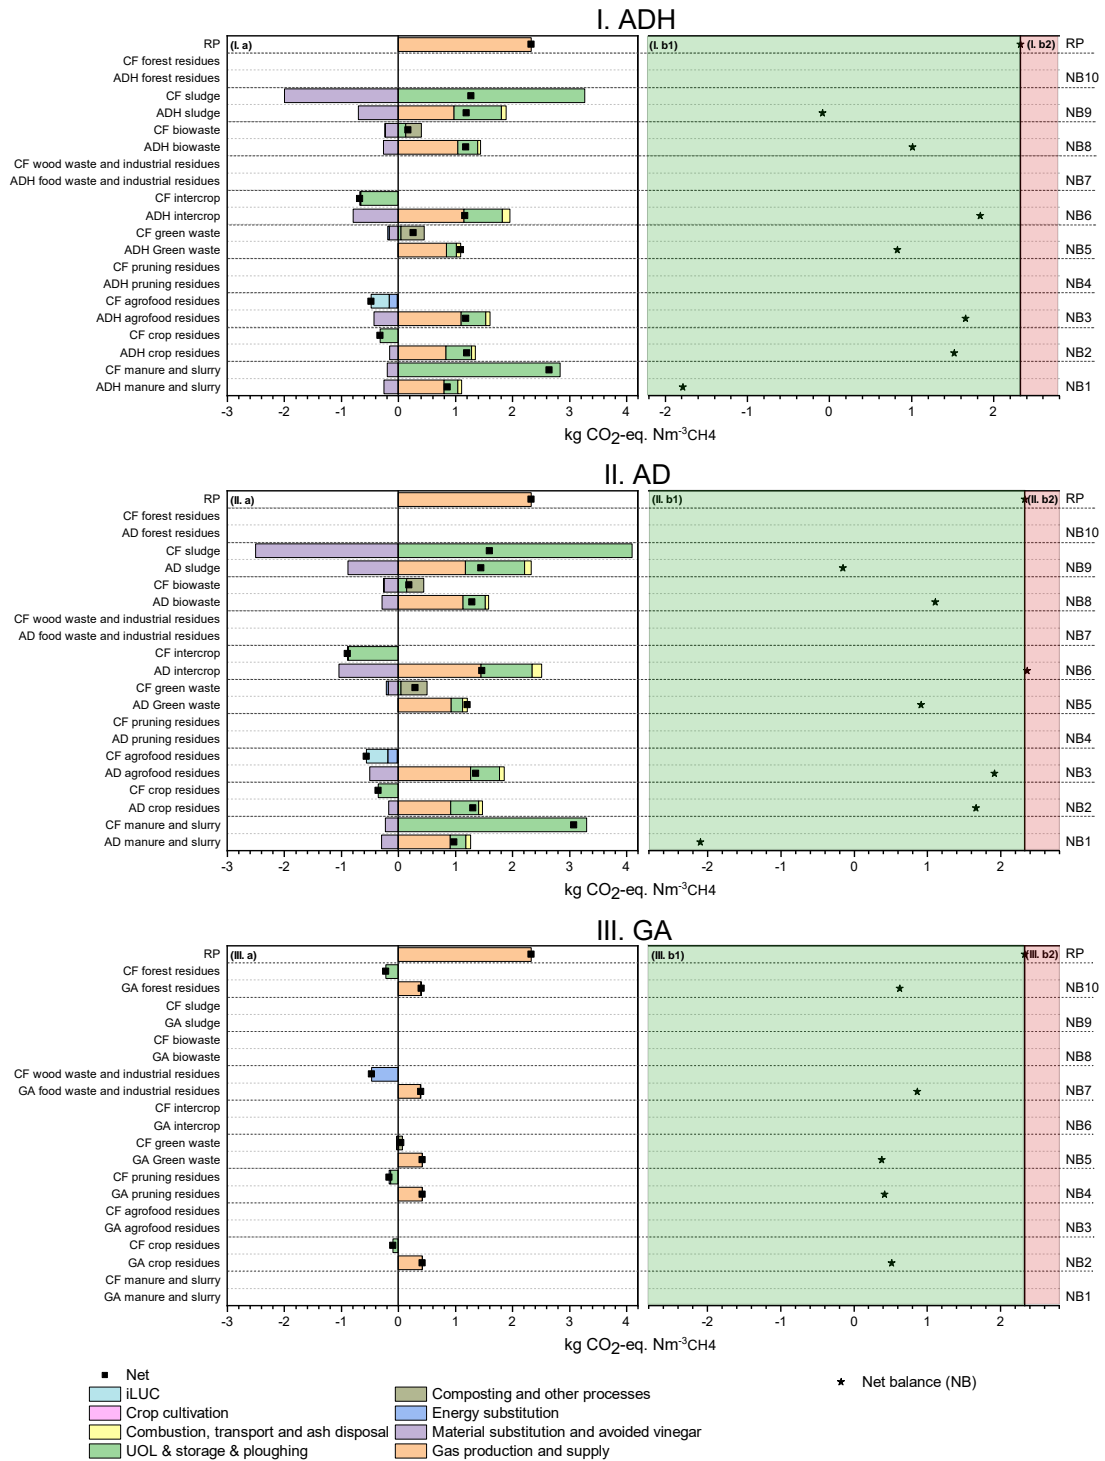 I. ADH
(I. a)
(I. b1)
(I. b2)
RP RP
CF forest residues
ADH forest residues NB10
CF sludge
ADH sludge NB9
CF biowaste
ADH biowaste NB8
CF wood waste and industrial residues
ADH food waste and industrial residues NB7
CF intercrop
ADH intercrop NB6
CF green waste
ADH Green waste NB5
CF pruning residues
ADH pruning residues NB4
CF agrofood residues
ADH agrofood residues NB3
CF crop residues
ADH crop residues NB2
CF manure and slurry
ADH manure and slurry NB1
-3 -2 -1 0 1 2 3 4 -2 -1 0 1 2
kg CO2-eq. Nm-3CH4
II. AD
(II. a)
(II. b1)
(II. b2)
RP RP
CF forest residues
AD forest residues NB10
CF sludge
AD sludge NB9
CF biowaste
AD biowaste NB8
CF wood waste and industrial residues
AD food waste and industrial residues NB7
CF intercrop
AD intercrop NB6
CF green waste
AD Green waste NB5
CF pruning residues
AD pruning residues NB4
CF agrofood residues
AD agrofood residues NB3
CF crop residues
AD crop residues NB2
CF manure and slurry
AD manure and slurry NB1
-3 -2 -1 0 1 2 3 4 -2 -1 0 1 2
kg CO2-eq. Nm-3CH4
III. GA
(III. a)
(III. b1)
(III. b2)
RP RP
CF forest residues
GA forest residues NB10
CF sludge
GA sludge NB9
CF biowaste
GA biowaste NB8
CF wood waste and industrial residues
GA food waste and industrial residues NB7
CF intercrop
GA intercrop NB6
CF green waste
GA Green waste NB5
CF pruning residues
GA pruning residues NB4
CF agrofood residues
GA agrofood residues NB3
CF crop residues
GA crop residues NB2
CF manure and slurry
GA manure and slurry NB1
-3 -2 -1 0 1 2 3 4 -2 -1 0 1 2
kg CO2-eq. Nm-3CH4
Net
iLUC
Crop cultivation
Combustion, transport and ash disposal
UOL & storage & ploughing
Composting and other processes
Energy substitution
Material substitution and avoided vinegar
Gas production and supply
Net balance (NB)